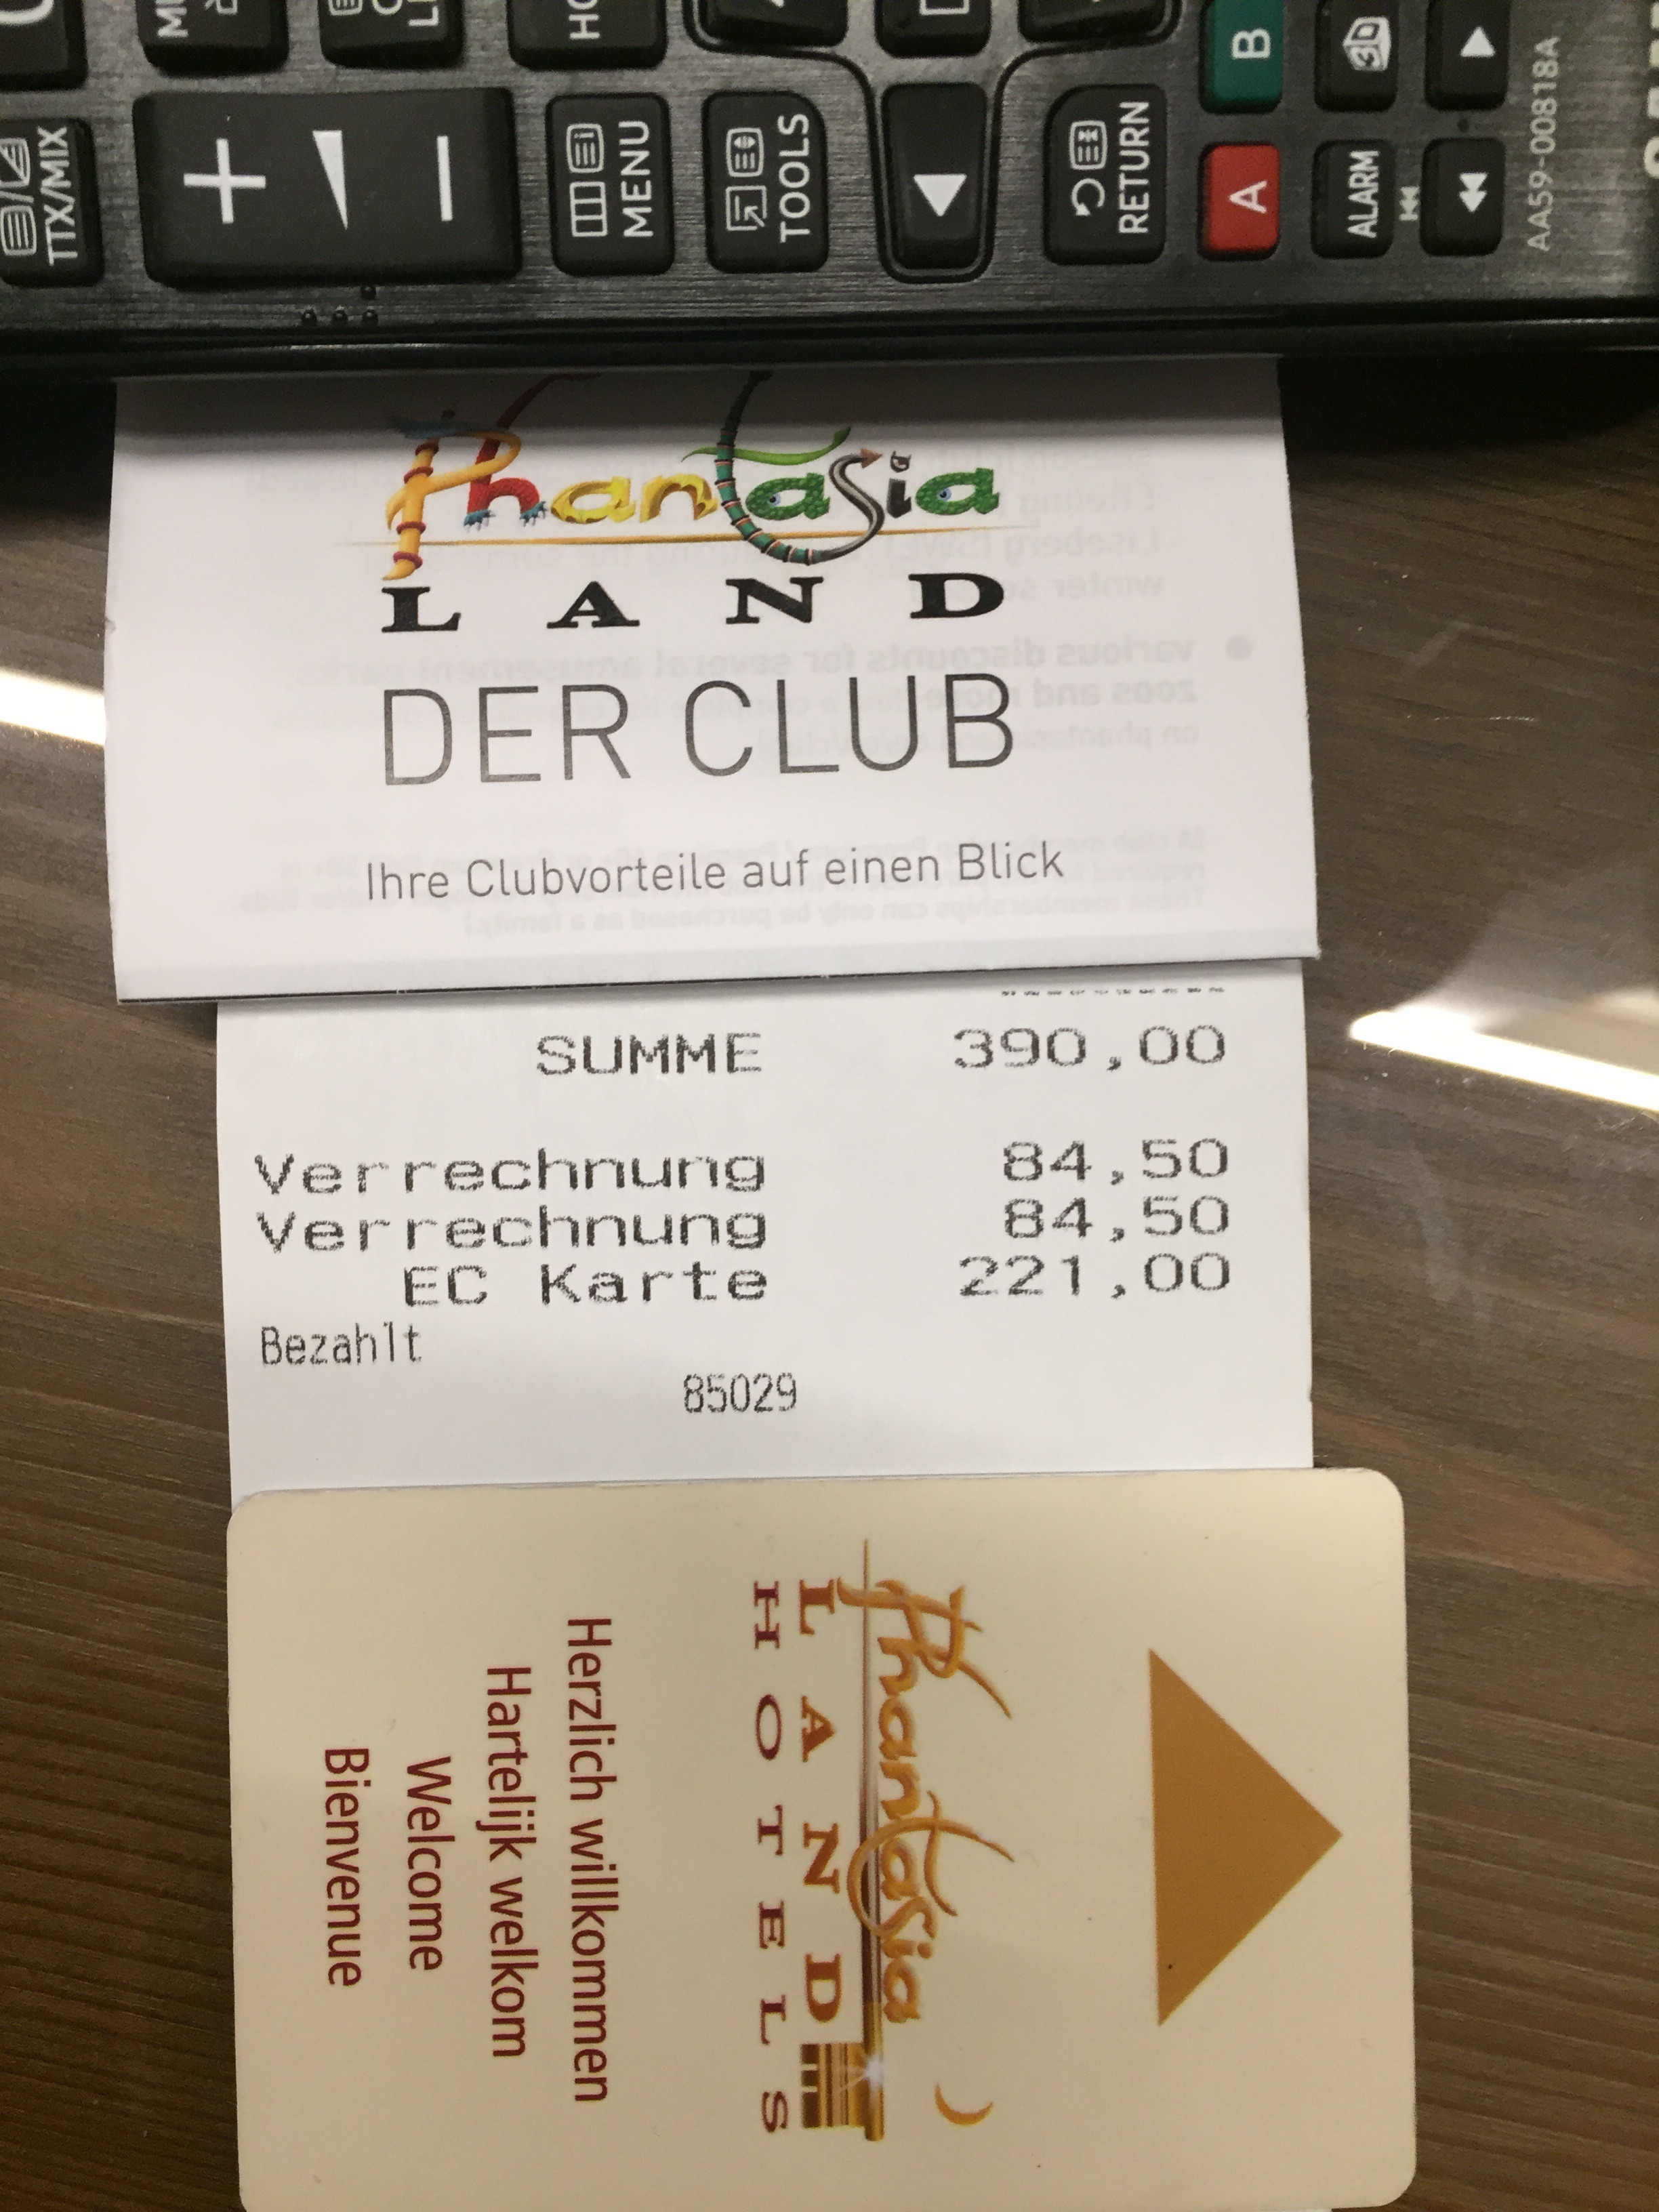 TTX/MIX
MENU
TOOLS
RETURN
A
B
ALARM
3D
AA59-00818A
Phantasia
LAND
DER CLUB
Ihre Clubvorteile auf einen Blick
SUMME 390,00
Verrechnung 84,50
Verrechnung 84,50
EC Karte 221,00
Bezahlt
85029
Phantasia
LAND
HOTELS
Herzlich willkommen
Hartelijk welkom
Welcome
Bienvenue